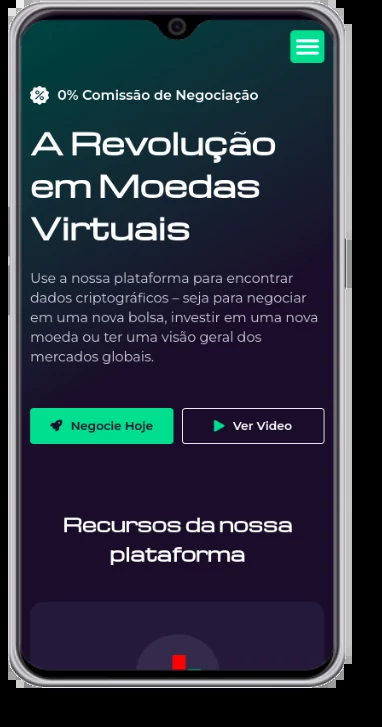 0% Comissão de Negociação
A Revolução
em Moedas
Virtuais
Use a nossa plataforma para encontrar
dados criptográficos – seja para negociar
em uma nova bolsa, investir em uma nova
moeda ou ter uma visão geral dos
mercados globais.
Negocie Hoje
Ver Video
Recursos da nossa
plataforma